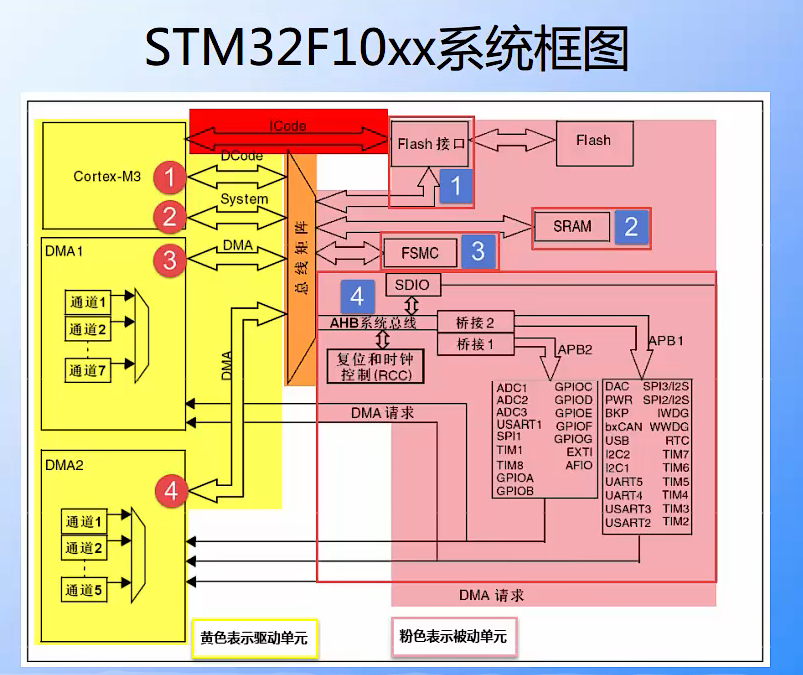 STM32F10xx系统框图
ICode
Cortex-M3
1
DCode
Flash 接口
Flash
1
2
System
SRAM
2
DMA1
3
DMA
总线矩阵
FSMC
3
通道1
通道2
通道7
4
SDIO
AHB系统总线
桥接2
桥接1
APB2
APB1
DMA
复位和时钟
控制(RCC)
DMA 请求
ADC1
ADC2
ADC3
USART1
SPI1
TIM1
TIM8
GPIOA
GPIOB
GPIOC
GPIOD
GPIOE
GPIOF
GPIOG
EXTI
AFIO
DAC
PWR
BKP
bxCAN
USB
I2C2
I2C1
UART5
UART4
USART3
USART2
SPI3/I2S
SPI2/I2S
IWDG
WWDG
RTC
TIM7
TIM6
TIM5
TIM4
TIM3
TIM2
DMA2
4
通道1
通道2
通道5
DMA 请求
黄色表示驱动单元
粉色表示被动单元